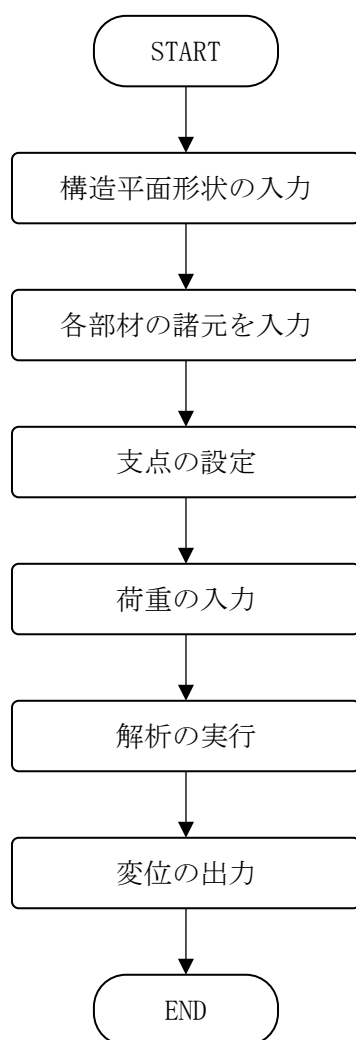 START
構造平面形状の入力
各部材の諸元を入力
支点の設定
荷重の入力
解析の実行
変位の出力
END